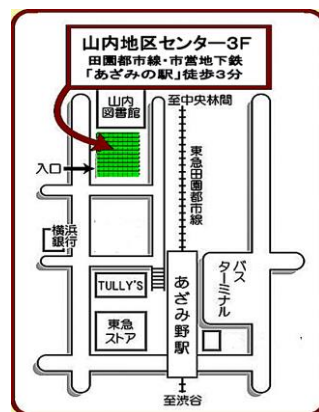 山内地区センター3F
田園都市線・市営地下鉄
「あざみの駅」徒歩3分
山内
図書館
至中央林間
入口
東急田園都市線
横浜
銀行
TULLY'S
あざみ野駅
バス
ターミナル
東急
ストア
至渋谷